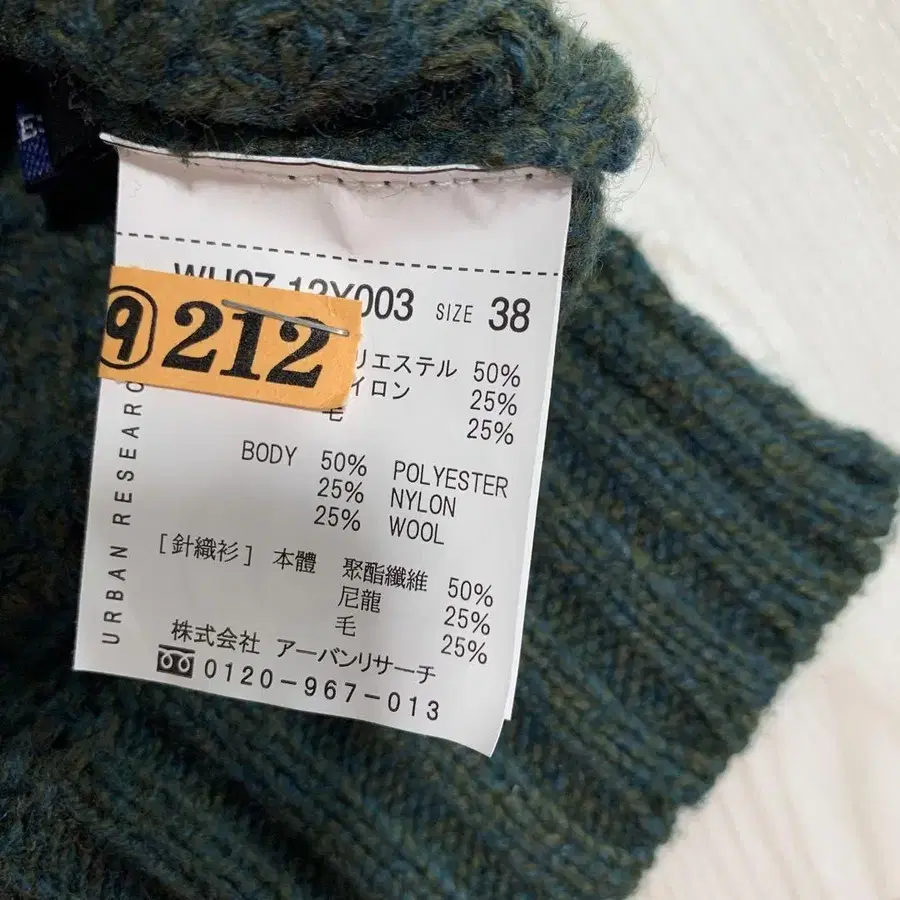 WH07-12Y003 SIZE 38
⑨ 212
リエステル 50%
イロン 25%
毛 25%
BODY 50% POLYESTER
25% NYLON
25% WOOL
[針織衫] 本體 聚酯纖維 50%
尼龍 25%
毛 25%
株式会社 アーバンリサーチ
0120-967-013
URBAN RESEARC